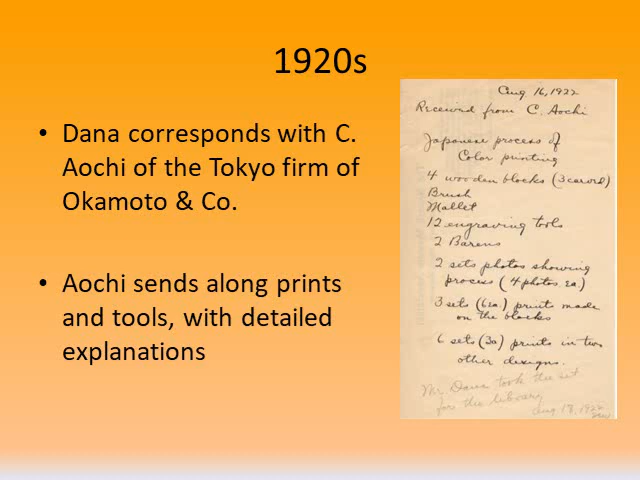 1920s
• Dana corresponds with C.
Aochi of the Tokyo firm of
Okamoto & Co.
• Aochi sends along prints
and tools, with detailed
explanations
Aug 16, 1922
Received from C. Aochi
Japanese process of
Color printing
4 wooden blocks (3 carved)
Brush
Mallet
12 engraving tools
2 Barens
2 sets photos showing
process (4 photos ea.)
3 sets (6 ea.) prints made
on the blocks
6 sets (3 ea) prints in two
other designs.
Mr. Dana took the set
for the library
Aug 18, 1922